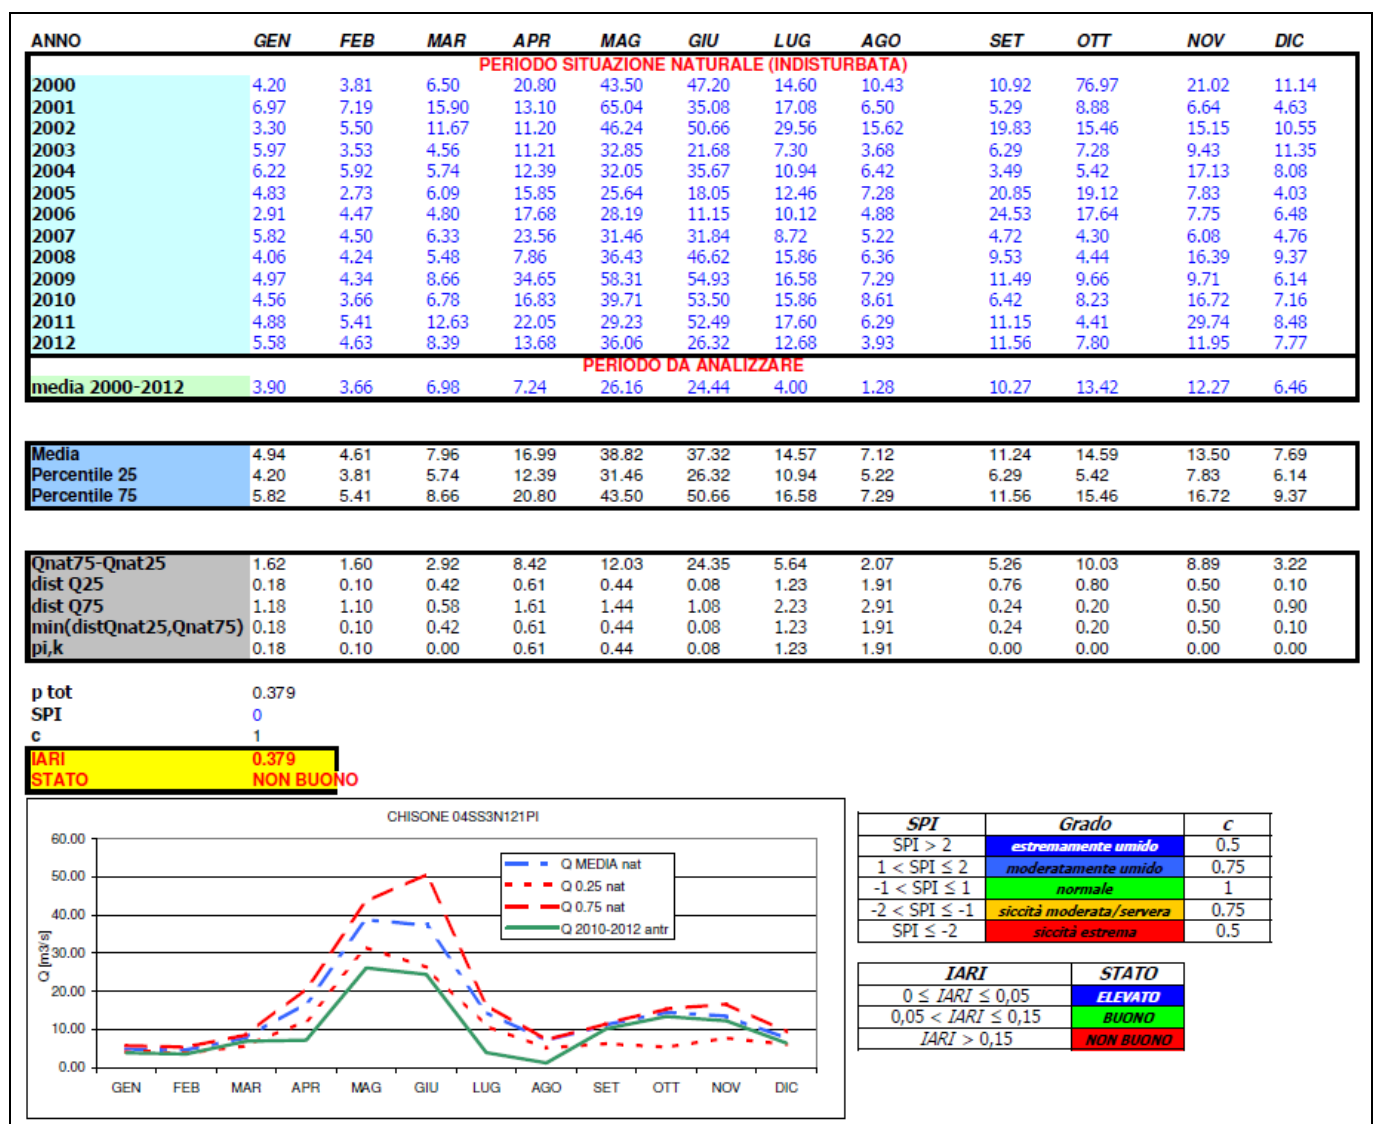 ANNO GEN FEB MAR APR MAG GIU LUG AGO SET OTT NOV DIC
PERIODO SITUAZIONE NATURALE (INDISTURBATA)
2000 4.20 3.81 6.50 20.80 43.50 47.20 14.60 10.43 10.92 76.97 21.02 11.14
2001 6.97 7.19 15.90 13.10 65.04 35.08 17.08 6.50 5.29 8.88 6.64 4.63
2002 3.30 5.50 11.67 11.20 46.24 50.66 29.56 15.62 19.83 15.46 15.15 10.55
2003 5.97 3.53 4.56 11.21 32.85 21.68 7.30 3.68 6.29 7.28 9.43 11.35
2004 6.22 5.92 5.74 12.39 32.05 35.67 10.94 6.42 3.49 5.42 17.13 8.08
2005 4.83 2.73 6.09 15.85 25.64 18.05 12.46 7.28 20.85 19.12 7.83 4.03
2006 2.91 4.47 4.80 17.68 28.19 11.15 10.12 4.88 24.53 17.64 7.75 6.48
2007 5.82 4.50 6.33 23.56 31.46 31.84 8.72 5.22 4.72 4.30 6.08 4.76
2008 4.06 4.24 5.48 7.86 36.43 46.62 15.86 6.36 9.53 4.44 16.39 9.37
2009 4.97 4.34 8.66 34.65 58.31 54.93 16.58 7.29 11.49 9.66 9.71 6.14
2010 4.56 3.66 6.78 16.83 39.71 53.50 15.86 8.61 6.42 8.23 16.72 7.16
2011 4.88 5.41 12.63 22.05 29.23 52.49 17.60 6.29 11.15 4.41 29.74 8.48
2012 5.58 4.63 8.39 13.68 36.06 26.32 12.68 3.93 11.56 7.80 11.95 7.77
PERIODO DA ANALIZZARE
media 2000-2012 3.90 3.66 6.98 7.24 26.16 24.44 4.00 1.28 10.27 13.42 12.27 6.46
Media 4.94 4.61 7.96 16.99 38.82 37.32 14.57 7.12 11.24 14.59 13.50 7.69
Percentile 25 4.20 3.81 5.74 12.39 31.46 26.32 10.94 5.22 6.29 5.42 7.83 6.14
Percentile 75 5.82 5.41 8.66 20.80 43.50 50.66 16.58 7.29 11.56 15.46 16.72 9.37
Qnat75-Qnat25 1.62 1.60 2.92 8.42 12.03 24.35 5.64 2.07 5.26 10.03 8.89 3.22
dist Q25 0.18 0.10 0.42 0.61 0.44 0.08 1.23 1.91 0.76 0.80 0.50 0.10
dist Q75 1.18 1.10 0.58 1.61 1.44 1.08 2.23 2.91 0.24 0.20 0.50 0.90
min(distQnat25,Qnat75) 0.18 0.10 0.42 0.61 0.44 0.08 1.23 1.91 0.24 0.20 0.50 0.10
pi,k 0.18 0.10 0.00 0.61 0.44 0.08 1.23 1.91 0.00 0.00 0.00 0.00
p tot 0.379
SPI 0
c 1
IARI 0.379
STATO NON BUONO
CHISONE 04SS3N121PI
Q [m3/s]
60.00
50.00
40.00
30.00
20.00
10.00
0.00
Q MEDIA nat
Q 0.25 nat
Q 0.75 nat
Q 2010-2012 antr
GEN FEB MAR APR MAG GIU LUG AGO SET OTT NOV DIC
SPI Grado c
SPI > 2 estremamente umido 0.5
1 < SPI ≤ 2 moderatamente umido 0.75
-1 < SPI ≤ 1 normale 1
-2 < SPI ≤ -1 siccità moderata/servera 0.75
SPI ≤ -2 siccità estrema 0.5
IARI STATO
0 ≤ IARI ≤ 0,05 ELEVATO
0,05 < IARI ≤ 0,15 BUONO
IARI > 0,15 NON BUONO